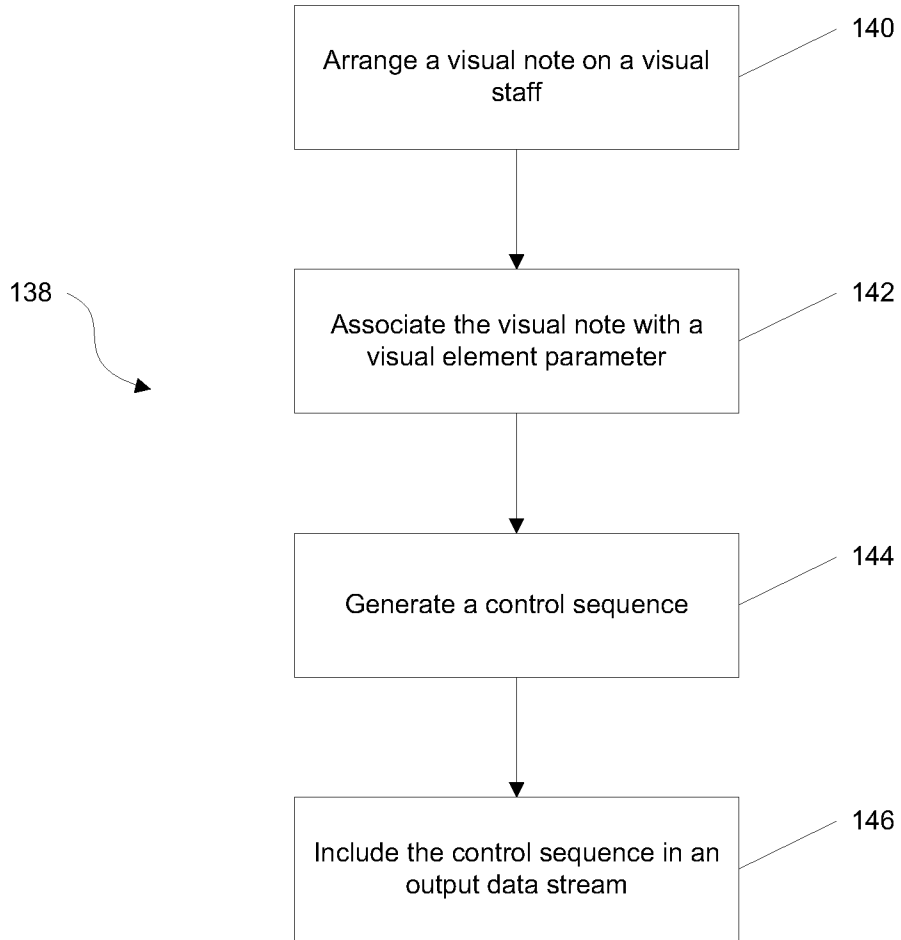 140
Arrange a visual note on a visual
staff
138
142
Associate the visual note with a
visual element parameter
144
Generate a control sequence
146
Include the control sequence in an
output data stream